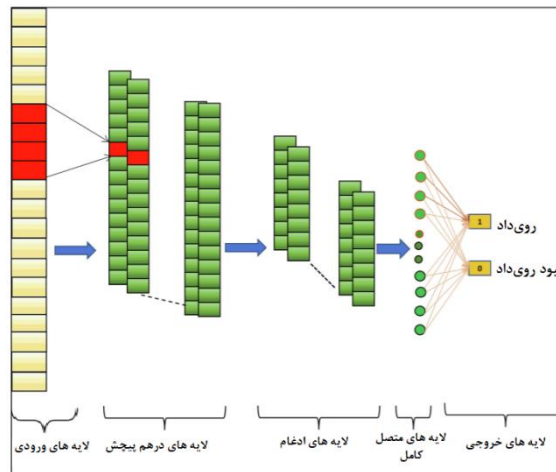 1
روی‌داد
0
بود روی‌داد
لایه های ورودی
لایه های درهم پیچش
لایه های ادغام
لایه های متصل
کامل
لایه های خروجی